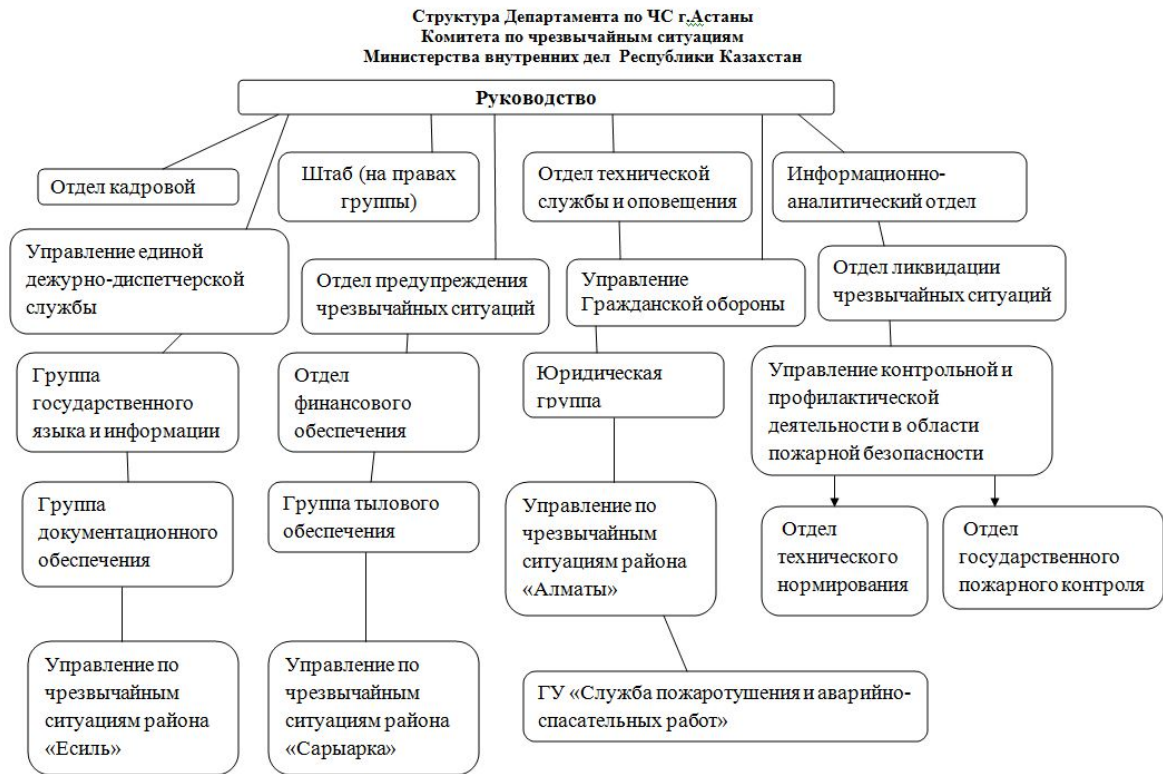 Структура Департамента по ЧС г.Астаны
Комитета по чрезвычайным ситуациям
Министерства внутренних дел Республики Казахстан
Руководство
Отдел кадровой
Штаб (на правах
группы)
Отдел технической
службы и оповещения
Информационно-
аналитический отдел
Управление единой
дежурно-диспетчерской
службы
Отдел предупреждения
чрезвычайных ситуаций
Управление
Гражданской обороны
Отдел ликвидации
чрезвычайных ситуаций
Группа
государственного
языка и информации
Отдел
финансового
обеспечения
Юридическая
группа
Управление контрольной и
профилактической
деятельности в области
пожарной безопасности
Группа
документационного
обеспечения
Группа тылового
обеспечения
Управление по
чрезвычайным
ситуациям района
«Алматы»
Отдел
технического
нормирования
Отдел
государственного
пожарного контроля
Управление по
чрезвычайным
ситуациям района
«Есиль»
Управление по
чрезвычайным
ситуациям района
«Сарыарка»
ГУ «Служба пожаротушения и аварийно-
спасательных работ»